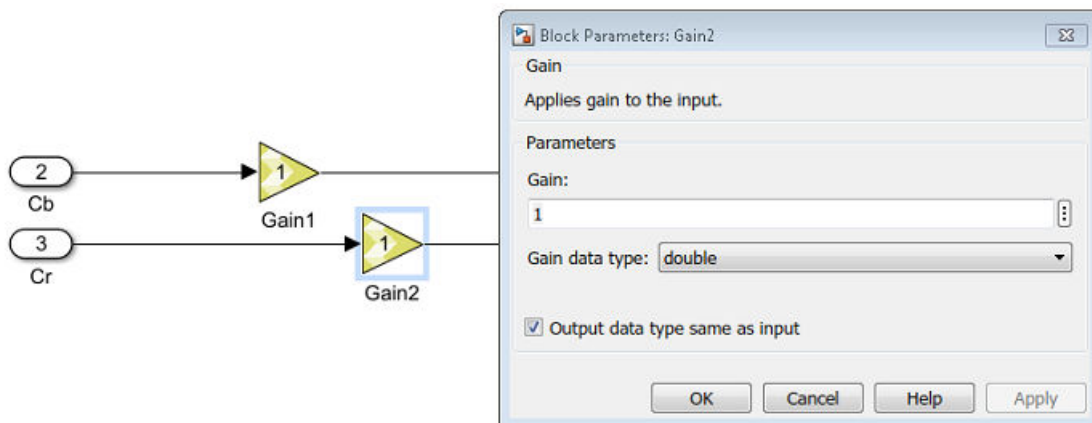 2
Cb
3
Cr
1
Gain1
1
Gain2
Block Parameters: Gain2
Gain
Applies gain to the input.
Parameters
Gain:
1
Gain data type: double
Output data type same as input
OK Cancel Help Apply